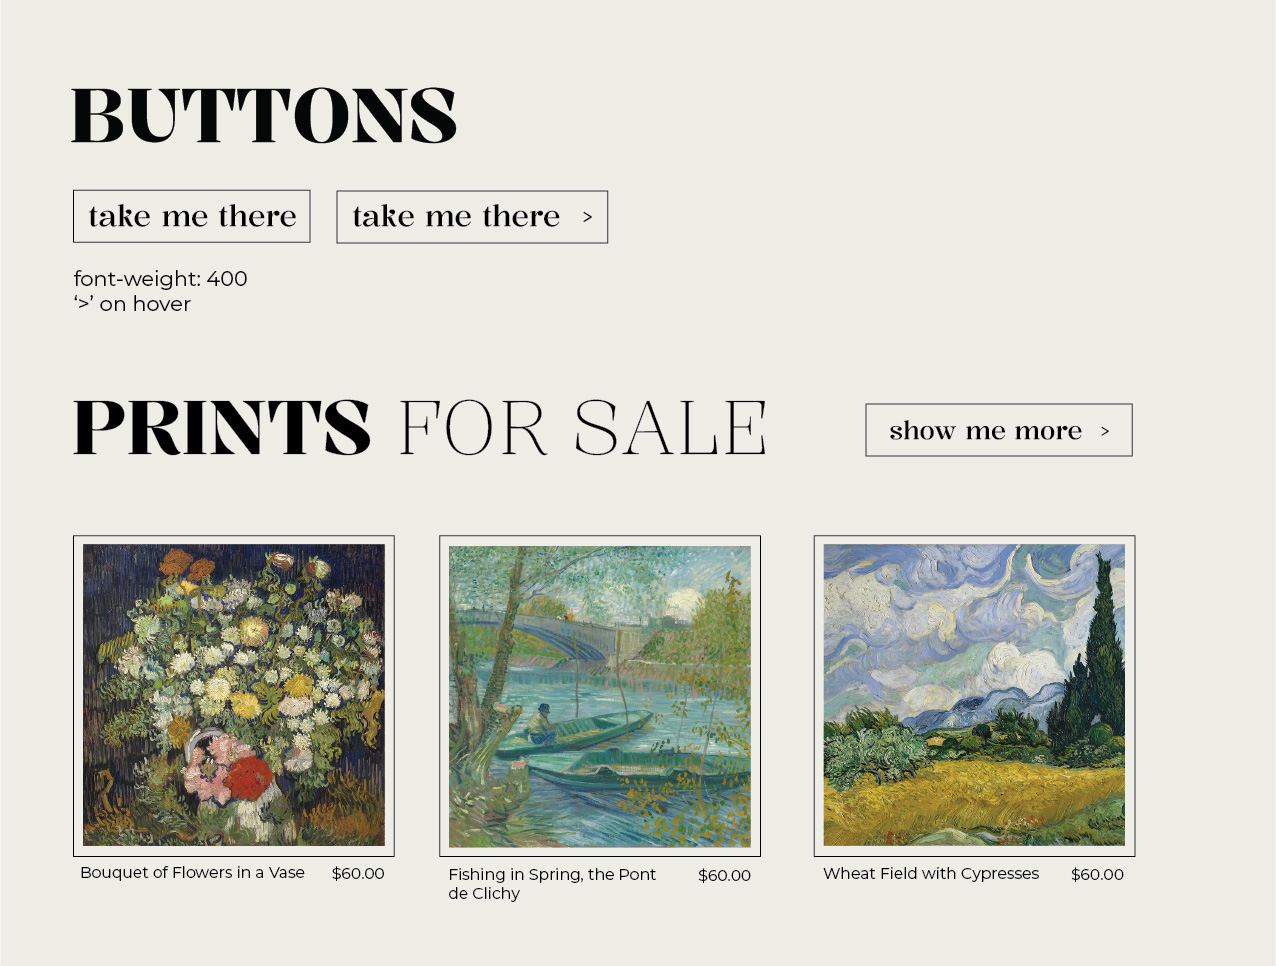 BUTTONS
take me there
take me there >
font-weight: 400
‘>’ on hover
PRINTS FOR SALE
show me more >
Bouquet of Flowers in a Vase $60.00
Fishing in Spring, the Pont $60.00
de Clichy
Wheat Field with Cypresses $60.00